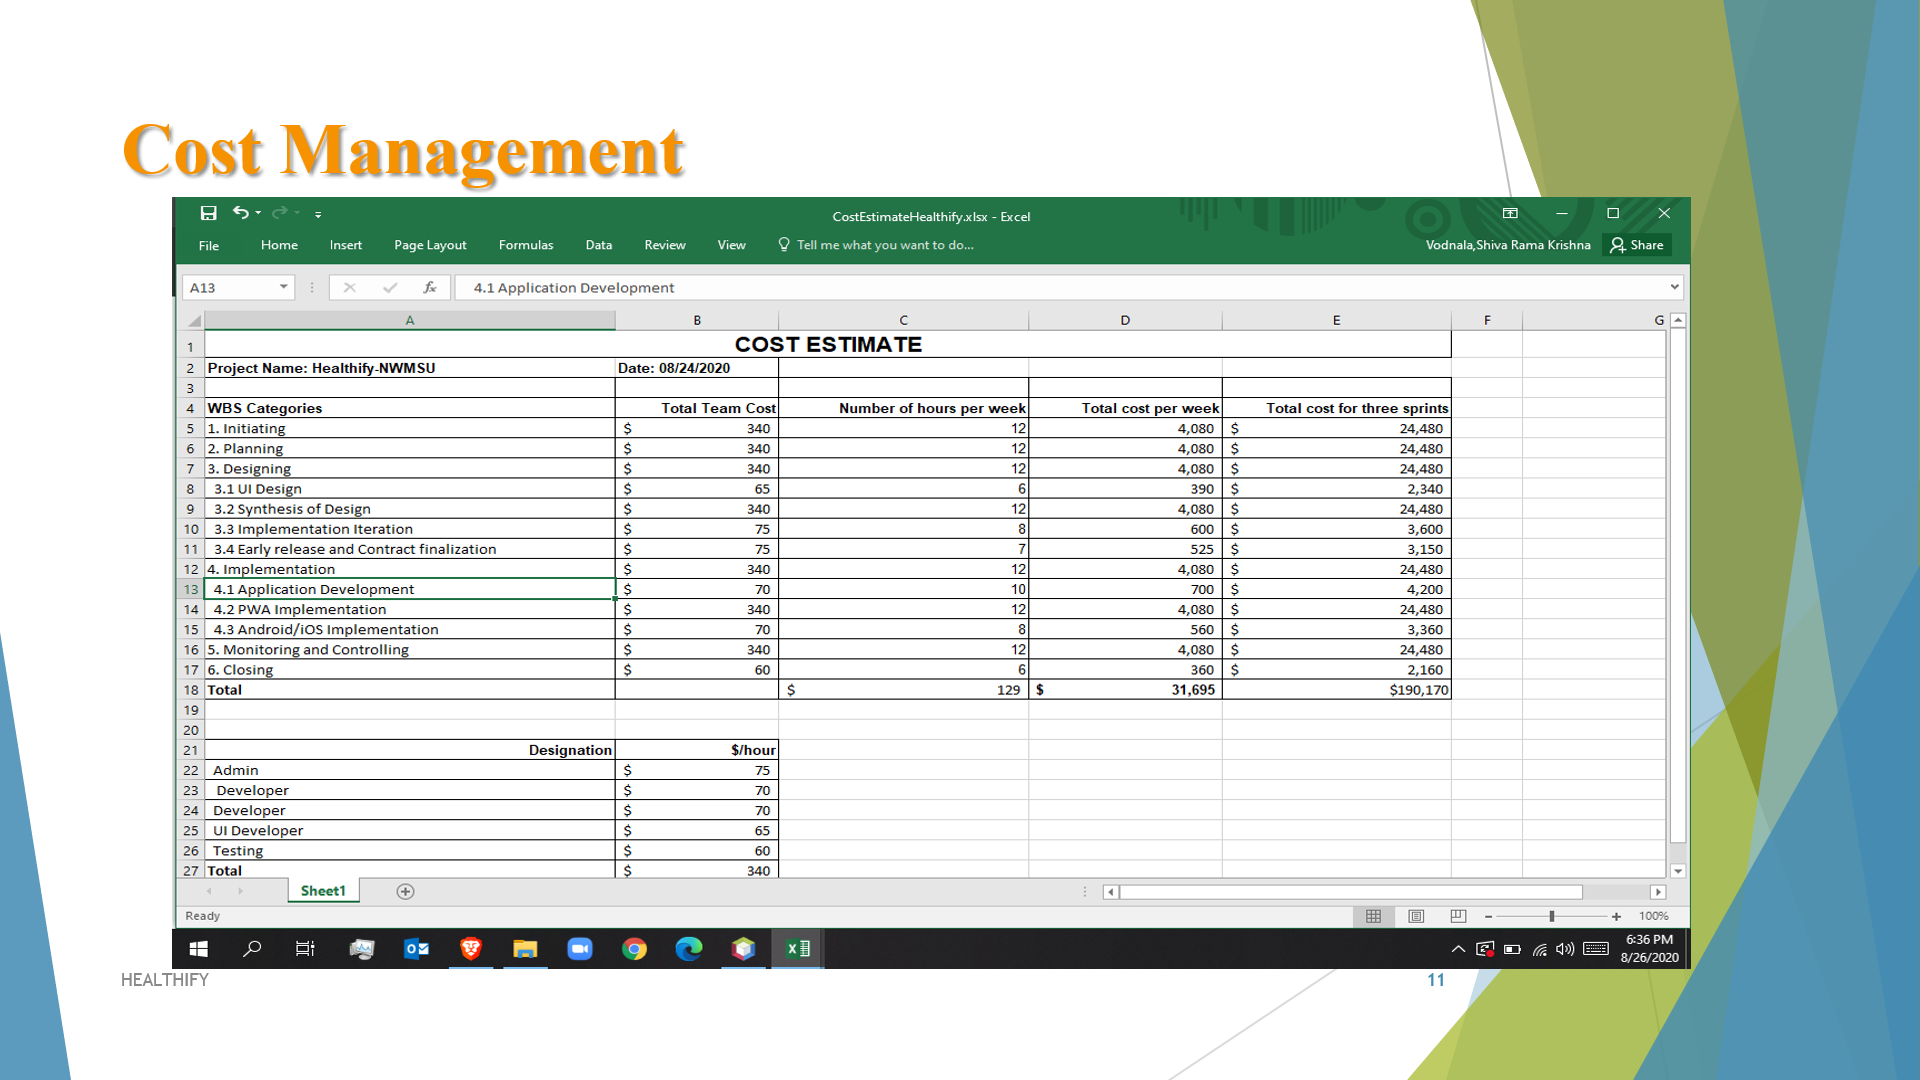 Cost Management
CostEstimateHealthify.xlsx - Excel
File Home Insert Page Layout Formulas Data Review View Tell me what you want to do... Vodnala,Shiva Rama Krishna Share
A13 fx 4.1 Application Development
A B C D E F G
1 COST ESTIMATE
2 Project Name: Healthify-NWMSU Date: 08/24/2020
3
4 WBS Categories Total Team Cost Number of hours per week Total cost per week Total cost for three sprints
5 1. Initiating $ 340 12 4,080 $ 24,480
6 2. Planning $ 340 12 4,080 $ 24,480
7 3. Designing $ 340 12 4,080 $ 24,480
8 3.1 UI Design $ 65 6 390 $ 2,340
9 3.2 Synthesis of Design $ 340 12 4,080 $ 24,480
10 3.3 Implementation Iteration $ 75 8 600 $ 3,600
11 3.4 Early release and Contract finalization $ 75 7 525 $ 3,150
12 4. Implementation $ 340 12 4,080 $ 24,480
13 4.1 Application Development $ 70 10 700 $ 4,200
14 4.2 PWA Implementation $ 340 12 4,080 $ 24,480
15 4.3 Android/iOS Implementation $ 70 8 560 $ 3,360
16 5. Monitoring and Controlling $ 340 12 4,080 $ 24,480
17 6. Closing $ 60 6 360 $ 2,160
18 Total $ 129 $ 31,695 $190,170
19
20
21 Designation $/hour
22 Admin $ 75
23 Developer $ 70
24 Developer $ 70
25 UI Developer $ 65
26 Testing $ 60
27 Total $ 340
Sheet1
Ready 100%
6:36 PM
8/26/2020
HEALTHIFY 11